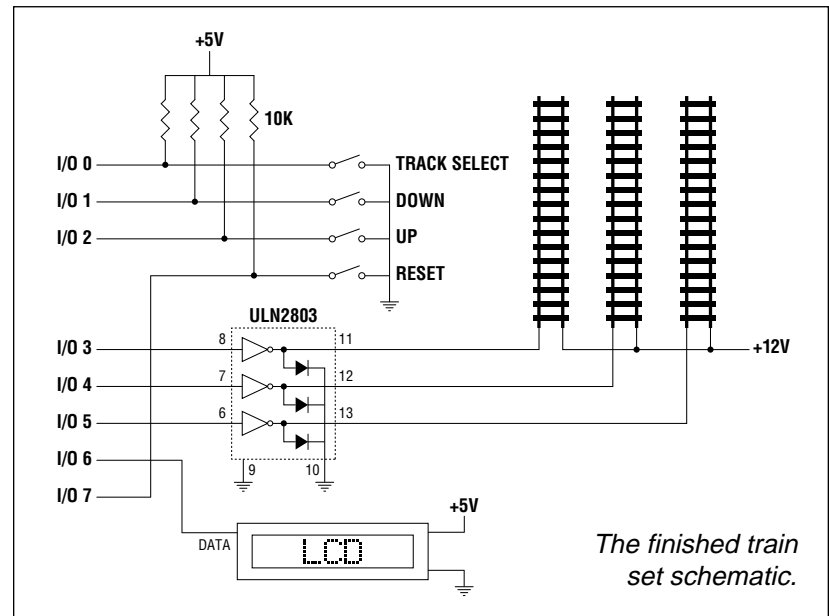 +5V
10K
I/O 0
TRACK SELECT
I/O 1
DOWN
I/O 2
UP
RESET
ULN2803
I/O 3
8
11
+12V
I/O 4
7
12
I/O 5
6
13
I/O 6
9
10
I/O 7
+5V
DATA
LCD
The finished train
set schematic.